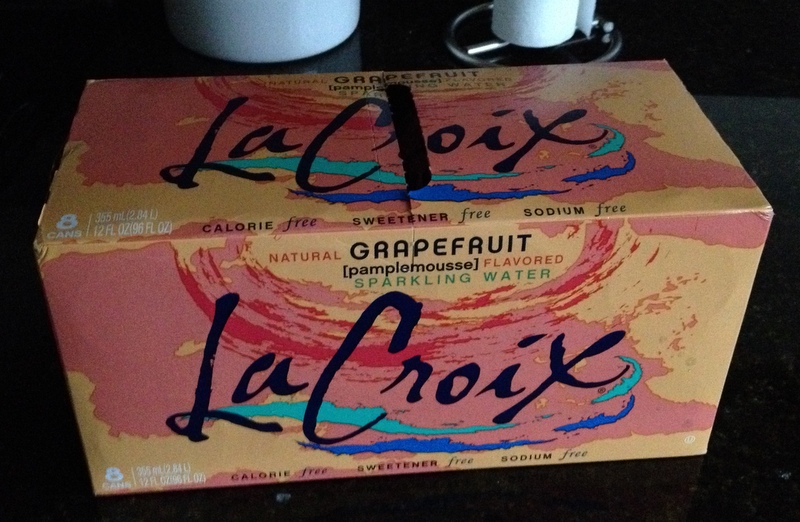 NATURAL GRAPEFRUIT
[pamplemousse] FLAVORED
LaCroix
8 CANS
355 mL(2.84 L)
12 FL OZ(96 FL OZ)
CALORIE free SWEETENER free SODIUM free
NATURAL GRAPEFRUIT
[pamplemousse] FLAVORED
SPARKLING WATER
LaCroix
8 CANS
355 mL(2.84 L)
12 FL OZ(96 FL OZ)
CALORIE free SWEETENER free SODIUM free